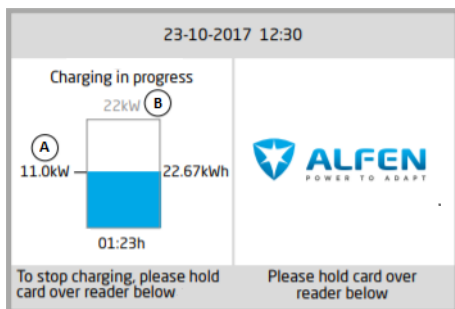 23-10-2017 12:30
Charging in progress
22kW B
A
11.0kW 22.67kWh
01:23h
To stop charging, please hold
card over reader below
ALFEN
POWER TO ADAPT
Please hold card over
reader below